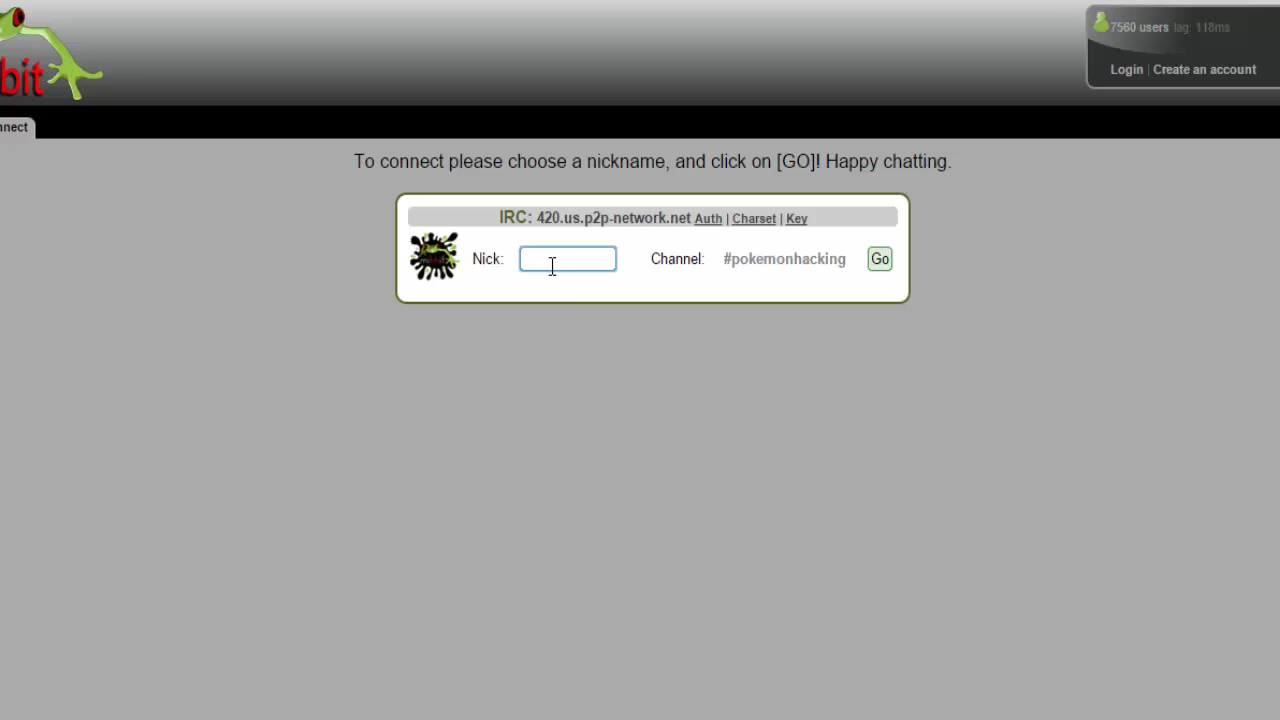 7560 users lag: 118ms
bit
Login | Create an account
nnect
To connect please choose a nickname, and click on [GO]! Happy chatting.
IRC: 420.us.p2p-network.net Auth | Charset | Key
Nick: Channel: #pokemonhacking Go